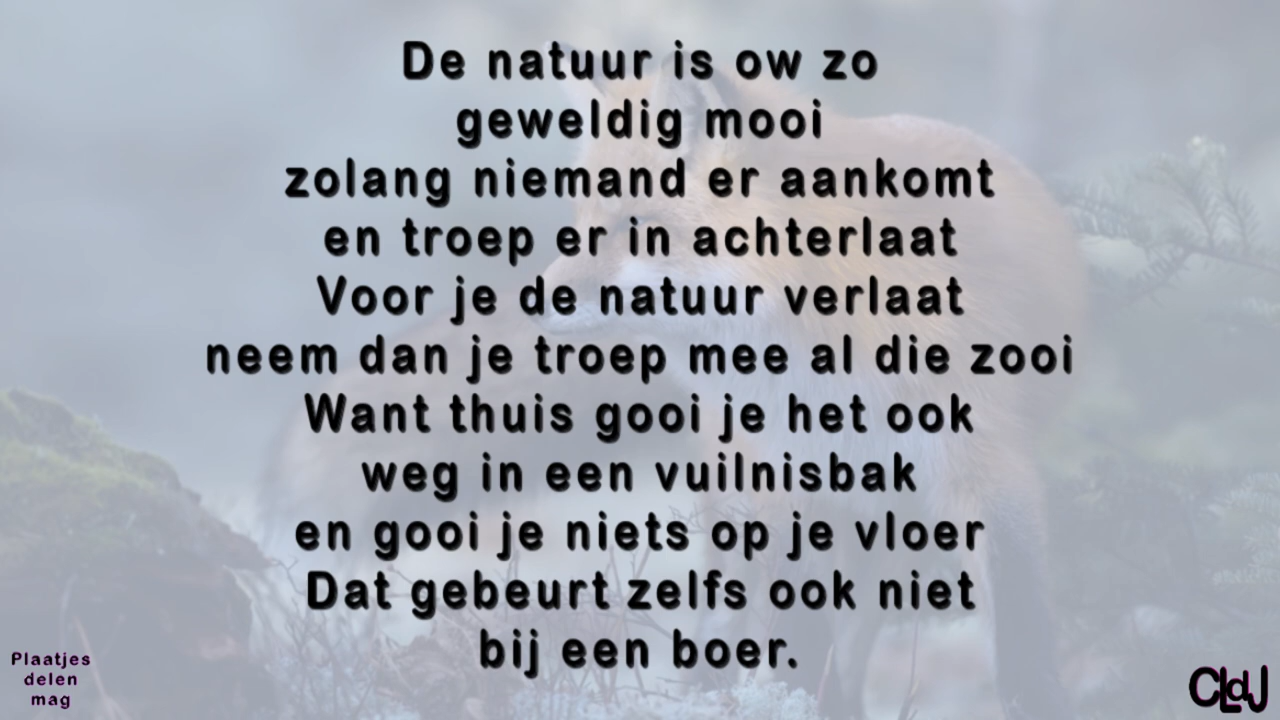 De natuur is ow zo
geweldig mooi
zolang niemand er aankomt
en troep er in achterlaat
Voor je de natuur verlaat
neem dan je troep mee al die zooi
Want thuis gooi je het ook
weg in een vuilnisbak
en gooi je niets op je vloer
Dat gebeurt zelfs ook niet
bij een boer.
Plaatjes
delen
mag
CLdJ